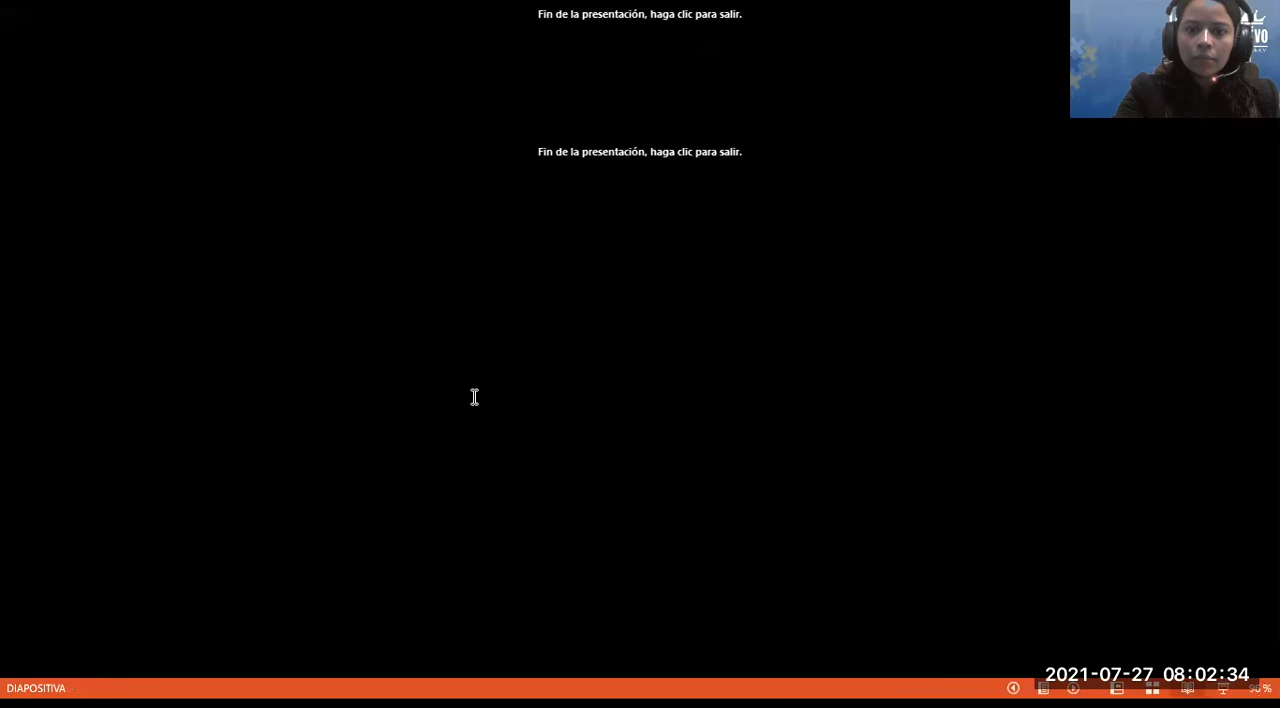 Fin de la presentación, haga clic para salir.
Fin de la presentación, haga clic para salir.
2021-07-27 08:02:34
DIAPOSITIVA